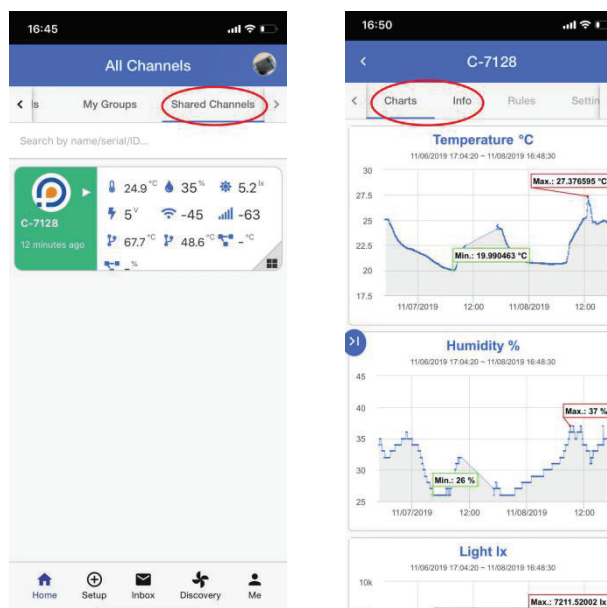 16:45
All Channels
ls My Groups Shared Channels
Search by name/serial/ID...
24.9 °C 35 % 5.2 lx
5 V -45 -63
C-7128
12 minutes ago
67.7 °C 48.6 °C - °C
- %
Home Setup Inbox Discovery Me
16:50
C-7128
Charts Info Rules Settin
Temperature °C
11/06/2019 17:04:20 ~ 11/08/2019 16:48:30
30
Max.: 27.376595 °C
27.5
25
22.5
Min.: 19.990463 °C
20
17.5
11/07/2019 12:00 11/08/2019 12:00
Humidity %
11/06/2019 17:04:20 ~ 11/08/2019 16:48:30
45
40
Max.: 37 %
35
30
Min.: 26 %
25
11/07/2019 12:00 11/08/2019 12:00
Light lx
11/06/2019 17:04:20 ~ 11/08/2019 16:48:30
10k
Max.: 7211.52002 lx